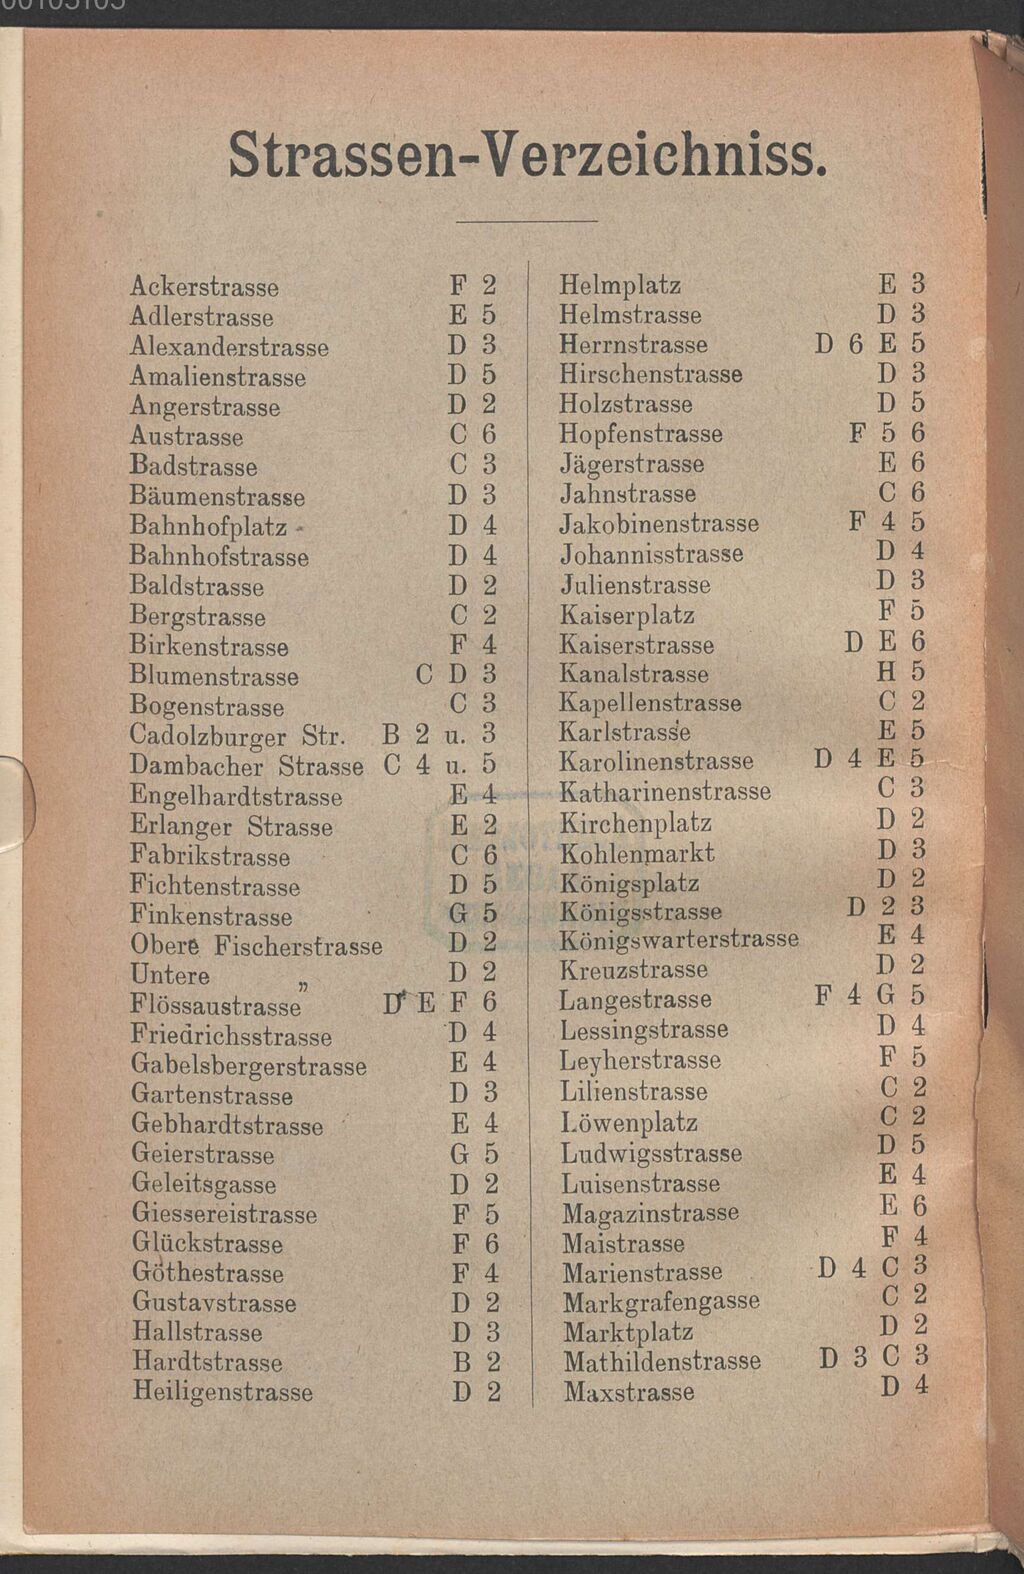 00105105
Strassen-Verzeichniss.
Ackerstrasse F 2
Adlerstrasse E 5
Alexanderstrasse D 3
Amalienstrasse D 5
Angerstrasse D 2
Austrasse C 6
Badstrasse C 3
Bäumenstrasse D 3
Bahnhofplatz D 4
Bahnhofstrasse D 4
Baldstrasse D 2
Bergstrasse C 2
Birkenstrasse F 4
Blumenstrasse C D 3
Bogenstrasse C 3
Cadolzburger Str. B 2 u. 3
Dambacher Strasse C 4 u. 5
Engelhardtstrasse E 4
Erlanger Strasse E 2
Fabrikstrasse C 6
Fichtenstrasse D 5
Finkenstrasse G 5
Obere Fischerstrasse D 2
Untere „ D 2
Flössaustrasse D E F 6
Friedrichsstrasse D 4
Gabelsbergerstrasse E 4
Gartenstrasse D 3
Gebhardtstrasse E 4
Geierstrasse G 5
Geleitsgasse D 2
Giessereistrasse F 5
Glückstrasse F 6
Göthestrasse F 4
Gustavstrasse D 2
Hallstrasse D 3
Hardtstrasse B 2
Heiligenstrasse D 2
Helmplatz E 3
Helmstrasse D 3
Herrnstrasse D 6 E 5
Hirschenstrasse D 3
Holzstrasse D 5
Hopfenstrasse F 5 6
Jägerstrasse E 6
Jahnstrasse C 6
Jakobinenstrasse F 4 5
Johannisstrasse D 4
Julienstrasse D 3
Kaiserplatz F 5
Kaiserstrasse D E 6
Kanalstrasse H 5
Kapellenstrasse C 2
Karlstrasse E 5
Karolinenstrasse D 4 E 5
Katharinenstrasse C 3
Kirchenplatz D 2
Kohlenmarkt D 3
Königsplatz D 2
Königsstrasse D 2 3
Königswarterstrasse E 4
Kreuzstrasse D 2
Langestrasse F 4 G 5
Lessingstrasse D 4
Leyherstrasse F 5
Lilienstrasse C 2
Löwenplatz C 2
Ludwigsstrasse D 5
Luisenstrasse E 4
Magazinstrasse E 6
Maistrasse F 4
Marienstrasse D 4 C 3
Markgrafengasse C 2
Marktplatz D 2
Mathildenstrasse D 3 C 3
Maxstrasse D 4